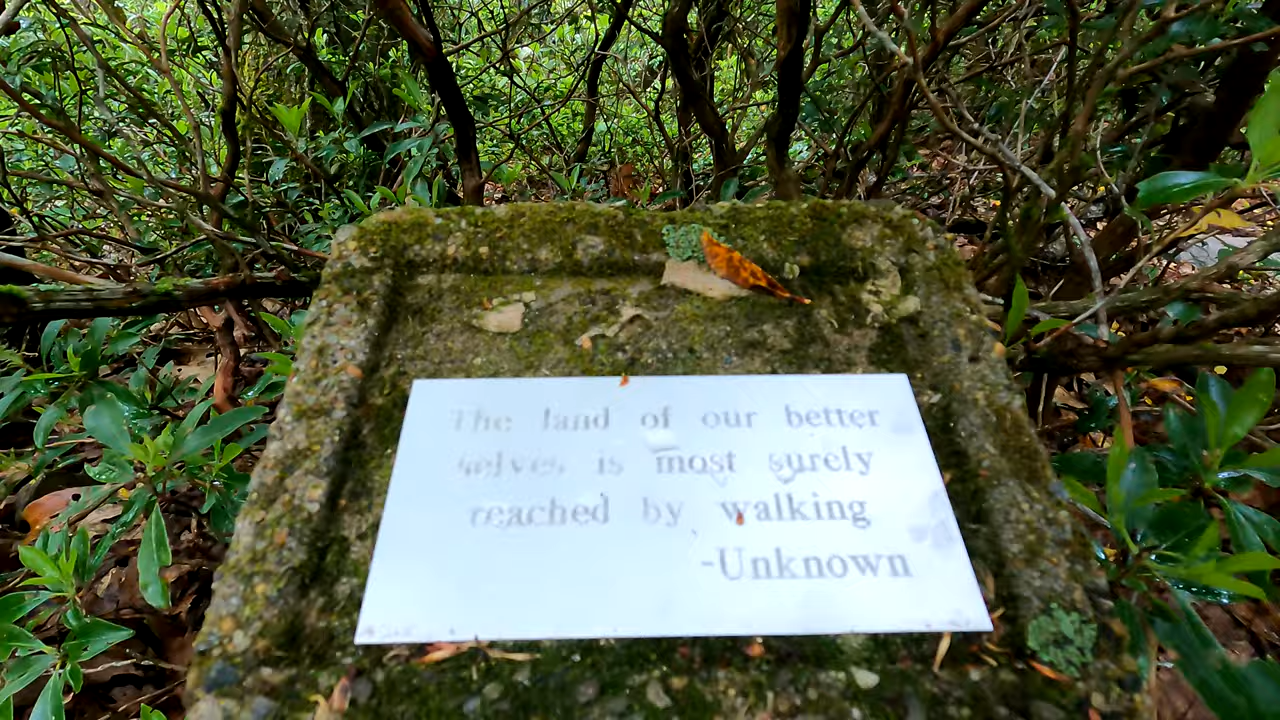 The land of our better
selves is most surely
reached by walking
-Unknown